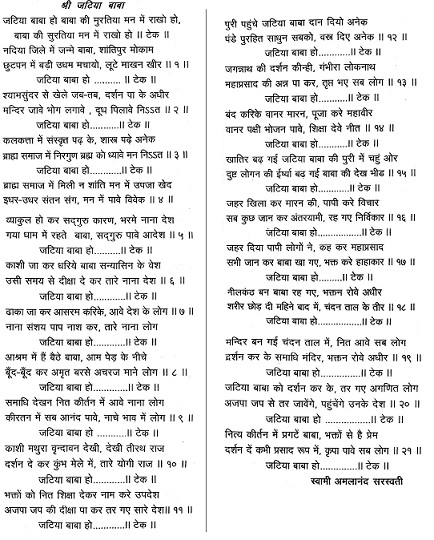 श्री जटिया बाबा
जटिया बाबा हो बाबा की मुरतिया मन में राखो हो,
बाबा की सुरतिया मन में राखो हो ॥ टेक ॥
नदिया जिले में जन्मे बाबा, शांतिपुर मोकाम
छुटपन में बड़ी उधम मचायो, लूटे माखन खीर ॥ १ ॥
जटिया बाबा हो ............॥ टेक ॥
श्यामसुंदर से खेले जब-तब, दर्शन पा के अधीर
मन्दिर जावे भोग लगावे , दूध पिलावे निऽऽत ॥ २ ॥
जटिया बाबा हो............॥ टेक ॥
कलकत्ता में संस्कृत पढ़ के, शास्त्र पढ़े अनेक
ब्राह्म समाज में निरगुण ब्रह्म को ध्यावे मन निऽऽत ॥ ३ ॥
जटिया बाबा हो............॥ टेक ॥
ब्राह्म समाज में मिली न शांति मन में उपजा खेद
इधर-उधर संतन संग, मन में पावे विवेक ॥ ४ ॥
व्याकुल हो कर सद्‌गुरु कारण, भरमे नाना देश
गया धाम में रहते बाबा, सद्‌गुरु पावे आदेश ॥ ५ ॥
जटिया बाबा हो............॥ टेक ॥
काशी जा कर धरिये बाबा सन्यासिन के वेश
उसी समय से दीक्षा दे कर तारे नाना देश ॥ ६ ॥
जटिया बाबा हो............॥ टेक ॥
ढाका जा कर आसरम करिके, आवे देश के लोग ॥ ७ ॥
नाना संशय पाप नाश कर, तारे नाना लोग
जटिया बाबा हो............॥ टेक ॥
आश्रम में हैं बैठे बाबा, आम पेड़ के नीचे
बूँद-बूँद कर अमृत बरसे अचरज माने लोग ॥ ८ ॥
जटिया बाबा हो............॥ टेक ॥
समाधि देखन नित कीर्तन में आवे नाना लोग
कीरतन में सब आनंद पावे, नाचे भाव में लोग ॥ ९ ॥
जटिया बाबा हो............॥ टेक ॥
काशी मथुरा वृन्दावन देखी, देखी तीरथ राज
दर्शन दे कर कुंभ मेले में, तारे योगी राज ॥ १० ॥
जटिया बाबा हो............॥ टेक ॥
भक्तों को नित शिक्षा देकर नाम करे उपदेश
अजपा जप की दीक्षा पा कर तर गए सारे देश॥ ११ ॥
जटिया बाबा हो............॥ टेक ॥
पुरी पहुंचे जटिया बाबा दान दियो अनेक
पंडे पुरहित साधुन सबको, वस्त्र दिए अनेक ॥ १२ ॥
जटिया बाबा हो............॥ टेक ॥
जगन्नाथ की दर्शन कीन्ही, गंभीरा लोकनाथ
महाप्रसाद की अन्न पा कर, तृप्त भए सब लोग ॥ १३ ॥
जटिया बाबा हो............॥ टेक ॥
बंद करिके वानर मारन, पूजा करे महाबीर
वानर पक्षी भोजन पावे, शिक्षा देवे नीत ॥ १४ ॥
जटिया बाबा हो............॥ टेक ॥
खातिर बढ़ गई जटिया बाबा की पुरी में चहुं ओर
दुष्ट लोगन की ईर्ष्या बढ़ गई बाबा की देख भीड ॥ १५ ॥
जटिया बाबा हो............॥ टेक ॥
जहर खिला कर मारन की, पापी करे विचार
सब कुछ जान कर अंतरयामी, रह गए निर्विकार ॥ १६ ॥
जटिया बाबा हो.................॥ टेक ॥
जहर दिया पापी लोगों ने, कह कर महाप्रसाद
सभी जान कर बाबा खा गए, भक्त करे हाहाकार ॥ १७ ॥
जटिया बाबा हो..........॥ टेक ॥
नीलकंठ बन बाबा रह गए, भक्तन रोवे अधीर
शरीर छोड़ दी महिने बाद में, चंदन ताल के तीर ॥ १८ ॥
जटिया बाबा हो............॥ टेक ॥
मन्दिर बन गई चंदन ताल में, नित आवे सब लोग
दर्शन कर के समाधि मंदिर, भक्तन रोवे अधीर ॥ १९ ॥
जटिया बाबा हो............॥ टेक ॥
जटिया बाबा को दर्शन कर के, तर गए अगणित लोग
अजपा जप से तर जावेंगे, पहुंचेंगे उनके देश ॥ २० ॥
जटिया बाबा हो .................॥ टेक ॥
नित्य कीर्तन में प्रगटें बाबा, भक्तों से है प्रेम
दर्शन दें कभी प्रसाद रूप में, कृपा पावे सब लोग ॥ २१ ॥
जटिया बाबा हो...............॥ टेक ॥
स्वामी अमलानंद सरस्वती